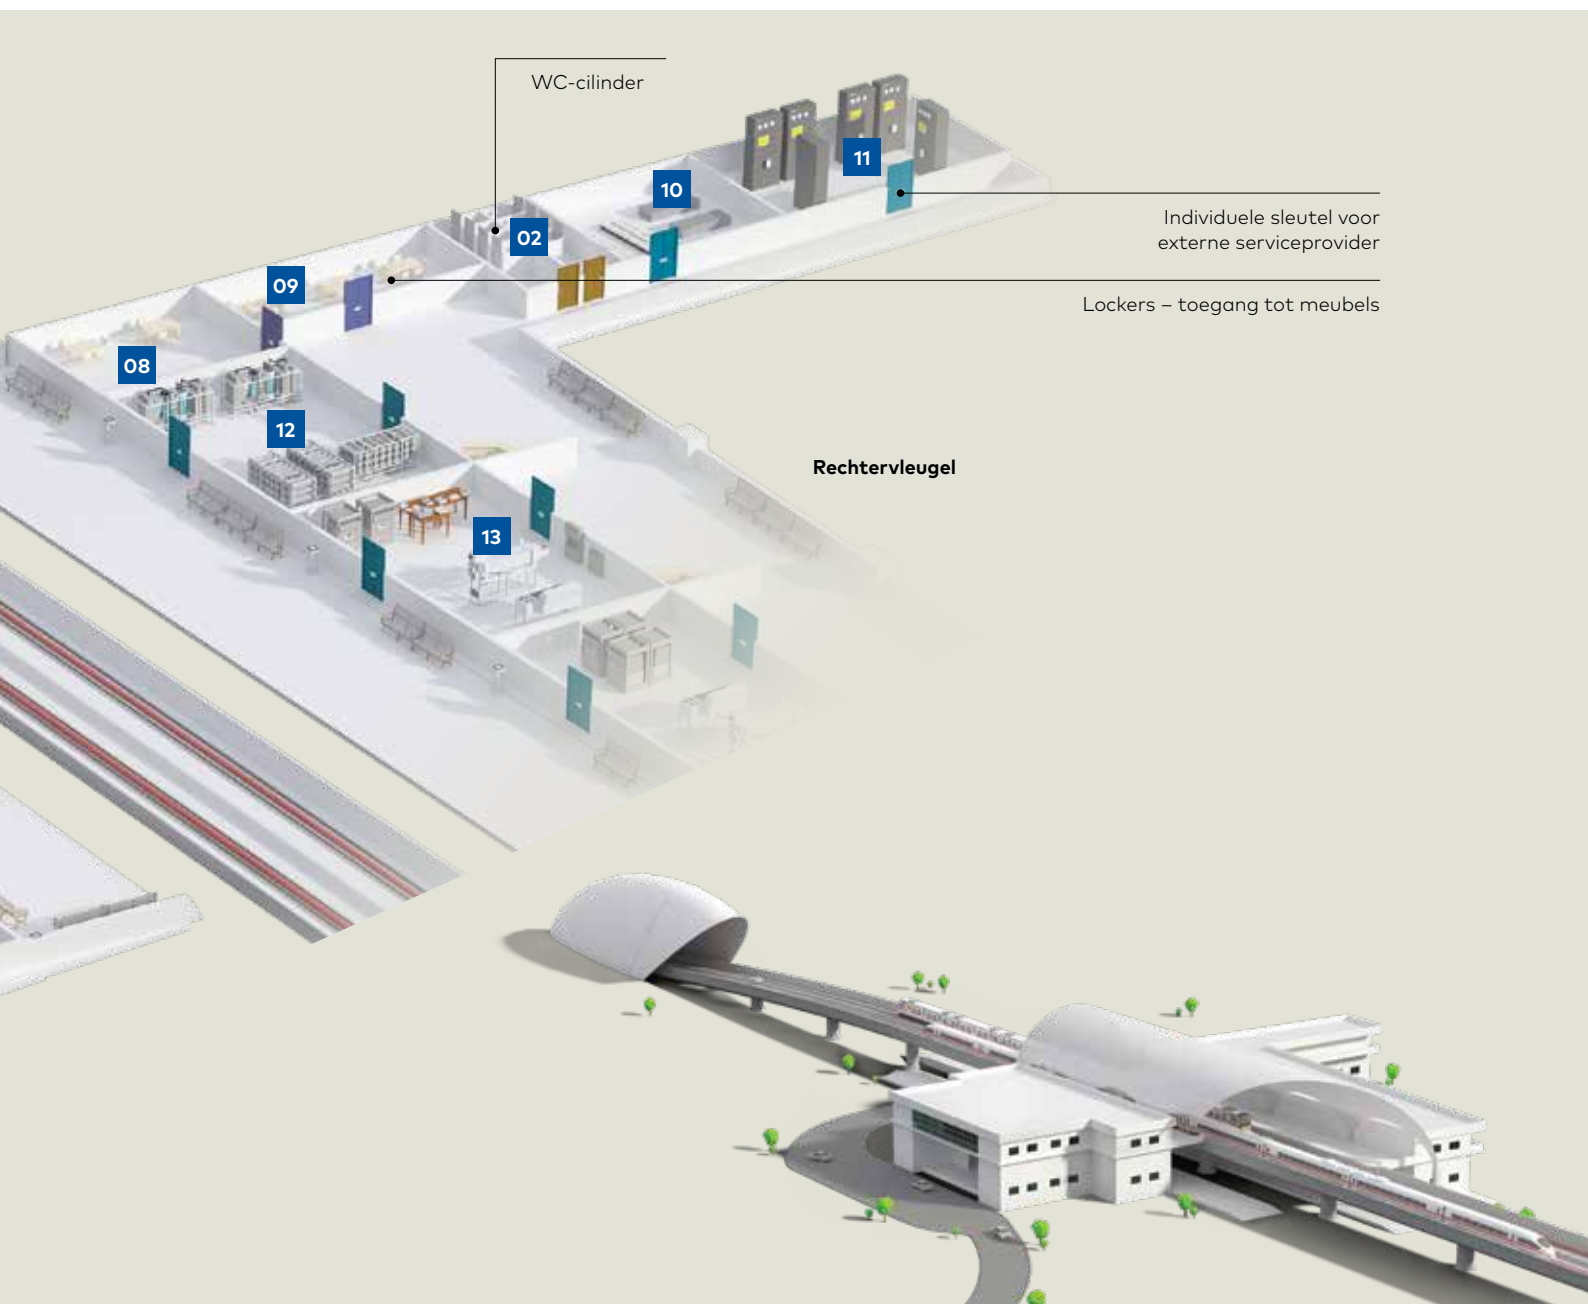 WC-cilinder
11
10
02
Individuele sleutel voor
externe serviceprovider
09
Lockers – toegang tot meubels
08
12
Rechtervleugel
13